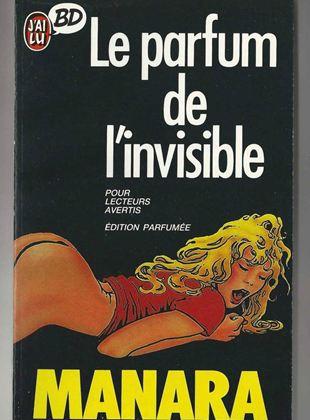 J'AI
LU
BD
Le parfum
de
l'invisible
POUR
LECTEURS
AVERTIS
ÉDITION PARFUMÉE
MANARA